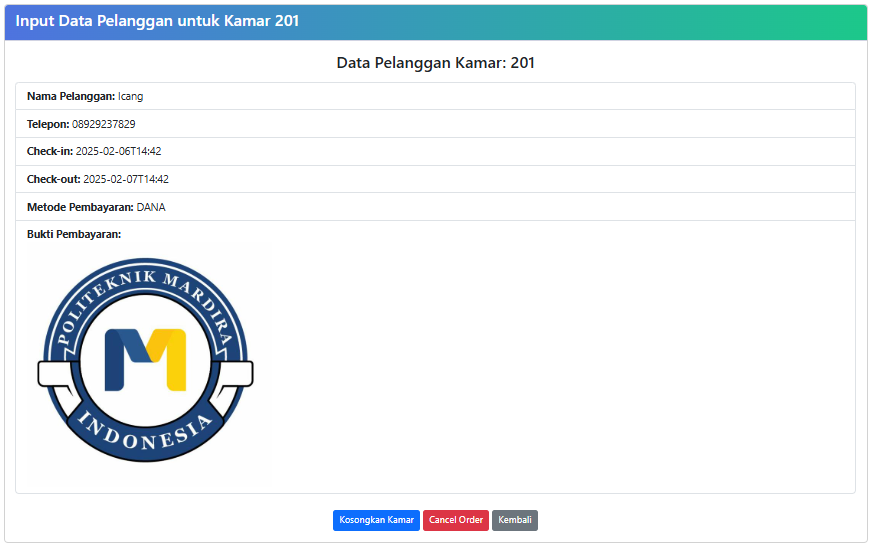 Input Data Pelanggan untuk Kamar 201
Data Pelanggan Kamar: 201
Nama Pelanggan: Icang
Telepon: 08929237829
Check-in: 2025-02-06T14:42
Check-out: 2025-02-07T14:42
Metode Pembayaran: DANA
Bukti Pembayaran:
POLITEKNIK MARDIRA
M
INDONESIA
Kosongkan Kamar Cancel Order Kembali